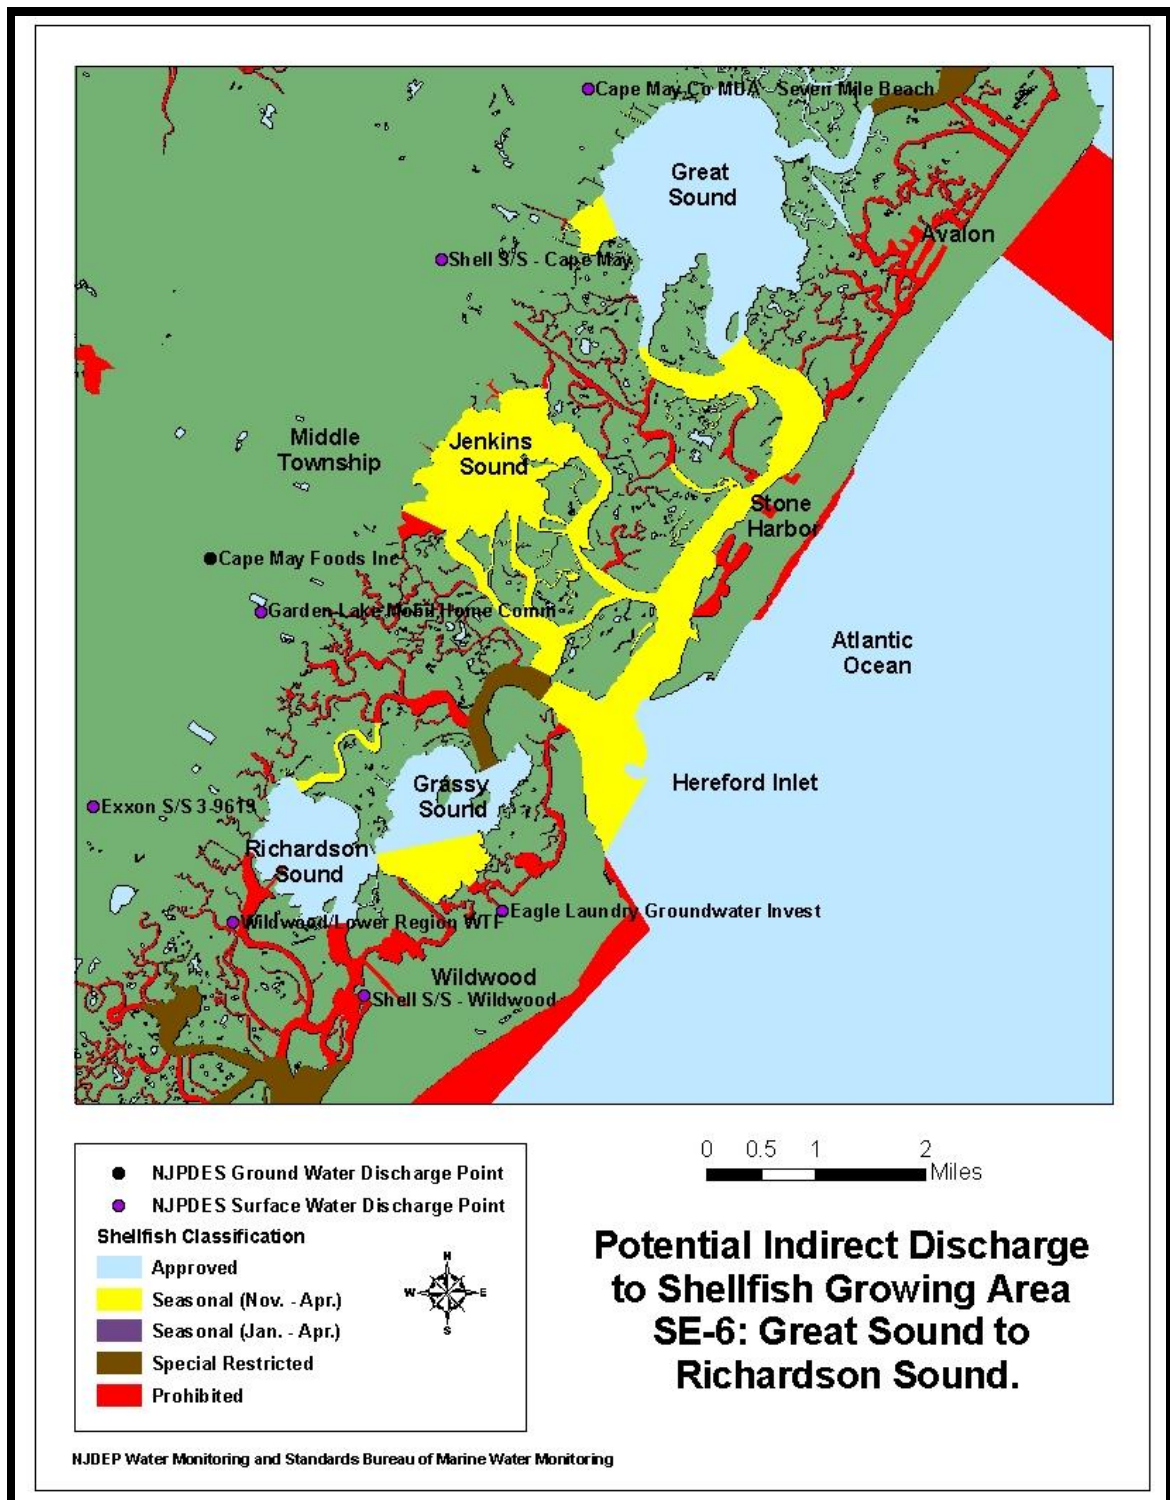 Cape May Co MUA - Seven Mile Beach
Great
Sound
Avalon
Shell S/S - Cape May
Middle
Township
Jenkins
Sound
Stone
Harbor
Cape May Foods Inc
Garden Lake Mobil Home Comm
Atlantic
Ocean
Hereford Inlet
Grassy
Sound
Exxon S/S 3-9619
Richardson
Sound
Eagle Laundry Groundwater Invest
Wildwood/Lower Region WTF
Wildwood
Shell S/S - Wildwood
0 0.5 1 2
Miles
NJPDES Ground Water Discharge Point
NJPDES Surface Water Discharge Point
Shellfish Classification
Approved
Seasonal (Nov. - Apr.)
Seasonal (Jan. - Apr.)
Special Restricted
Prohibited
N
W E
S
Potential Indirect Discharge
to Shellfish Growing Area
SE-6: Great Sound to
Richardson Sound.
NJDEP Water Monitoring and Standards Bureau of Marine Water Monitoring